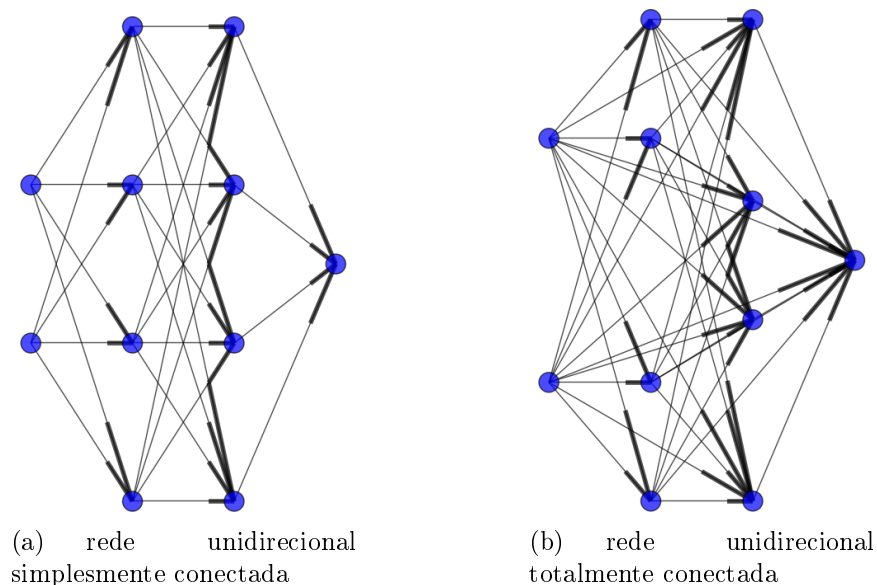 (a) rede unidirecional
simplesmente conectada
(b) rede unidirecional
totalmente conectada